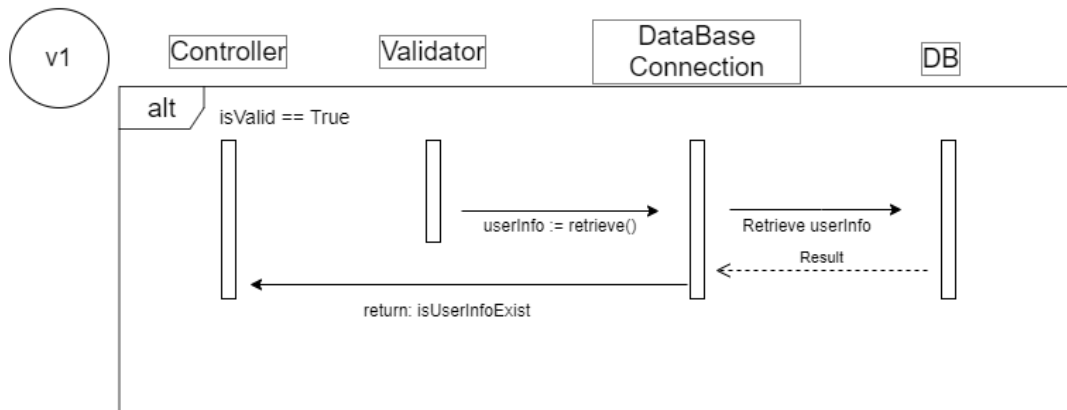 v1
Controller
Validator
DataBase
Connection
DB
alt
isValid == True
userInfo := retrieve()
Retrieve userInfo
Result
return: isUserInfoExist